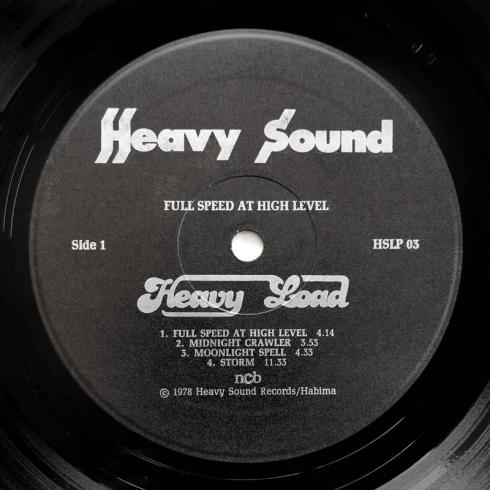 Heavy Sound
FULL SPEED AT HIGH LEVEL
Side 1 HSLP 03
Heavy Load
1. FULL SPEED AT HIGH LEVEL 4.14
2. MIDNIGHT CRAWLER 3.53
3. MOONLIGHT SPELL 4.33
4. STORM 11.33
ncb
© 1978 Heavy Sound Records/Habima